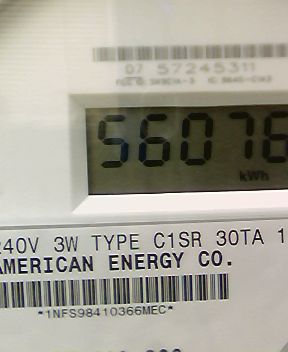 07 57245311
56076
kWh
240V 3W TYPE C1SR 30TA 1
AMERICAN ENERGY CO.
*1NFS98410366MEC*